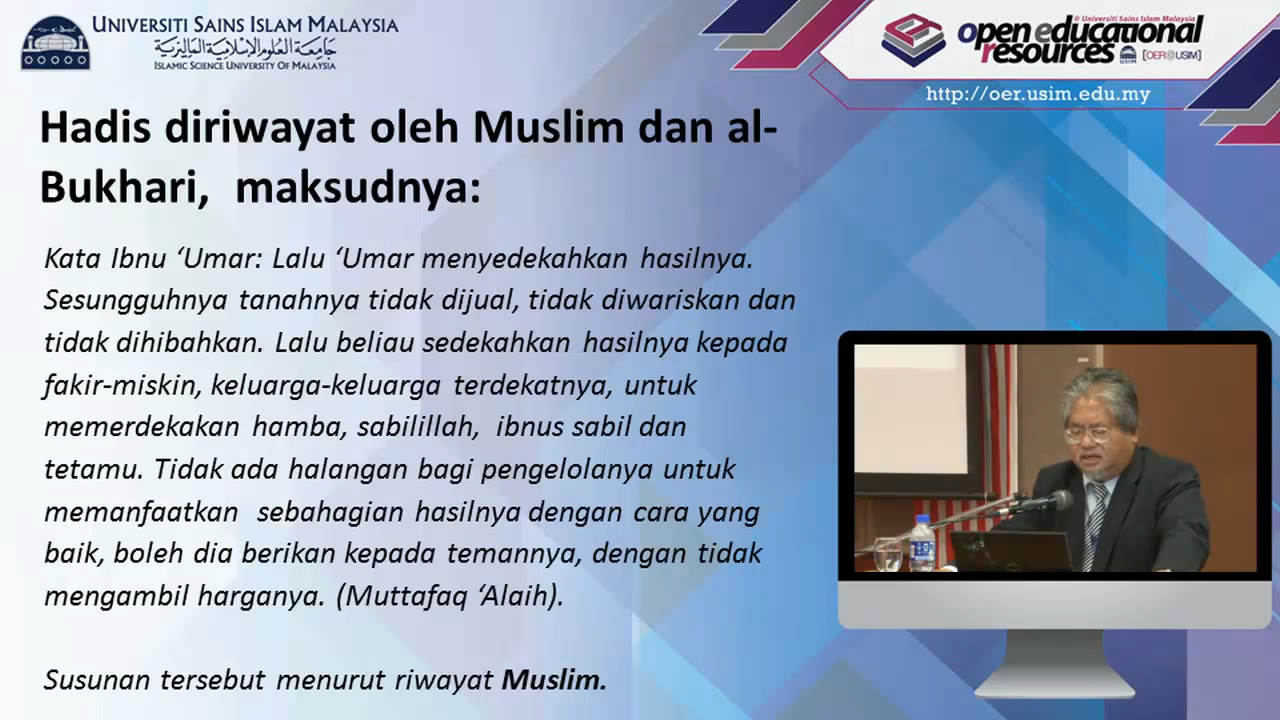 UNIVERSITI SAINS ISLAM MALAYSIA
جامعة العلوم الإسلامية الماليزية
ISLAMIC SCIENCE UNIVERSITY OF MALAYSIA
@ Universiti Sains Islam Malaysia
open educational
resources USIM [OER@USIM]
http://oer.usim.edu.my
Hadis diriwayat oleh Muslim dan al-
Bukhari, maksudnya:
Kata Ibnu ‘Umar: Lalu ‘Umar menyedekahkan hasilnya.
Sesungguhnya tanahnya tidak dijual, tidak diwariskan dan
tidak dihibahkan. Lalu beliau sedekahkan hasilnya kepada
fakir-miskin, keluarga-keluarga terdekatnya, untuk
memerdekakan hamba, sabilillah, ibnus sabil dan
tetamu. Tidak ada halangan bagi pengelolanya untuk
memanfaatkan sebahagian hasilnya dengan cara yang
baik, boleh dia berikan kepada temannya, dengan tidak
mengambil harganya. (Muttafaq ‘Alaih).
Susunan tersebut menurut riwayat Muslim.